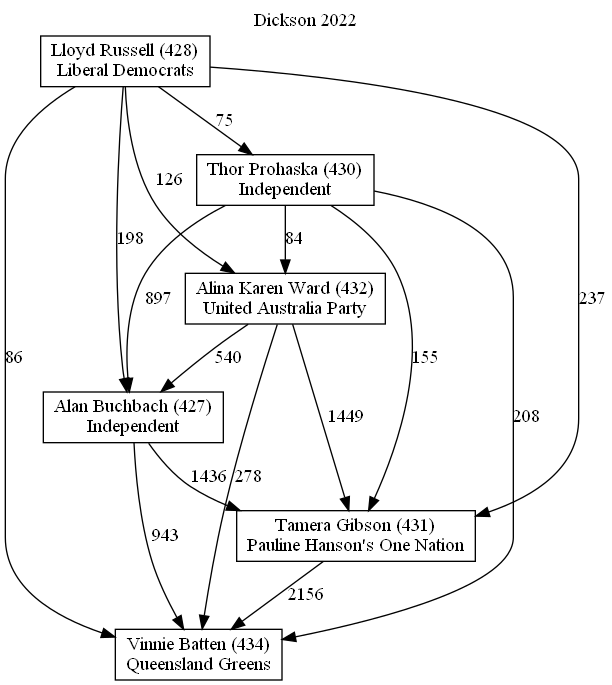 Dickson 2022
Lloyd Russell (428)
Liberal Democrats
75
Thor Prohaska (430)
Independent
126
198
84
Alina Karen Ward (432)
United Australia Party
897
237
86
540
155
Alan Buchbach (427)
Independent
1449
208
1436
278
Tamera Gibson (431)
Pauline Hanson's One Nation
943
2156
Vinnie Batten (434)
Queensland Greens